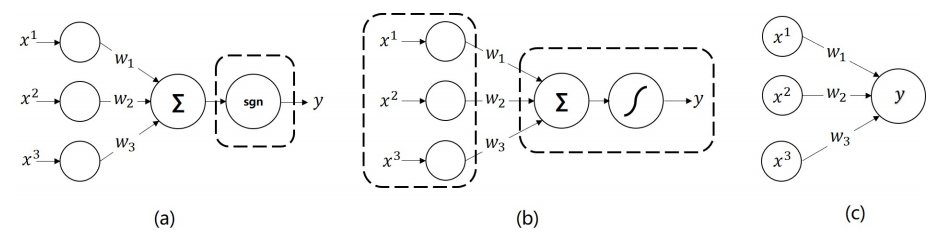 x¹ w₁
x² w₂ Σ sgn y
x³ w₃
(a)
x¹ w₁
x² w₂ Σ ∫ y
x³ w₃
(b)
x¹ w₁
x² w₂ y
x³ w₃
(c)